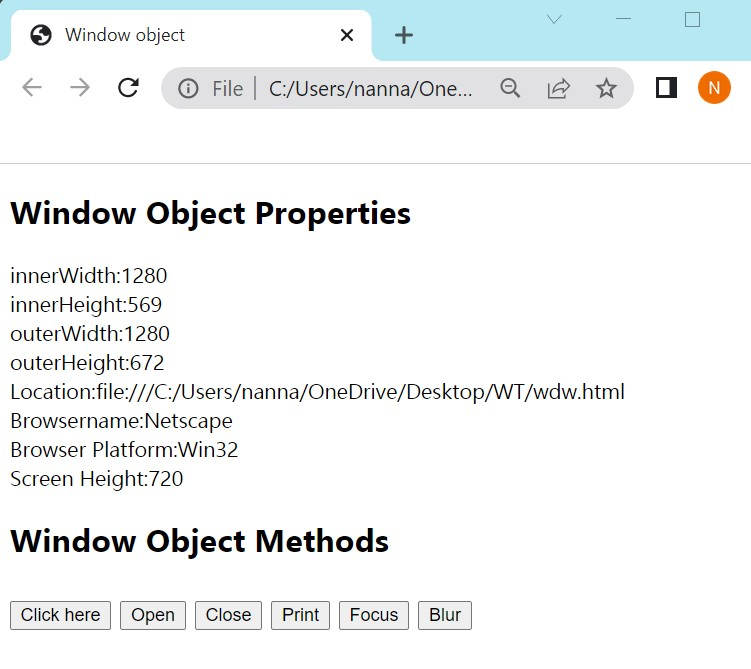 Window object
File C:/Users/nanna/One...
N
Window Object Properties
innerWidth:1280
innerHeight:569
outerWidth:1280
outerHeight:672
Location:file:///C:/Users/nanna/OneDrive/Desktop/WT/wdw.html
Browsername:Netscape
Browser Platform:Win32
Screen Height:720
Window Object Methods
Click here Open Close Print Focus Blur